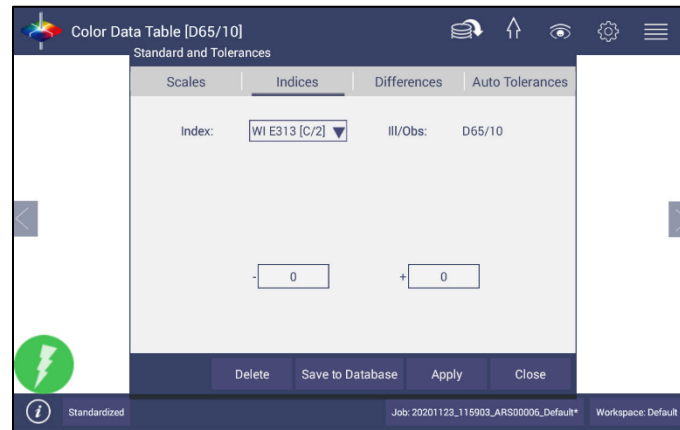 Color Data Table [D65/10]
Standard and Tolerances
Scales Indices Differences Auto Tolerances
Index: WI E313 [C/2] Ill/Obs: D65/10
- 0 + 0
Delete Save to Database Apply Close
i Standardized Job: 20201123_115903_ARS00006_Default* Workspace: Default